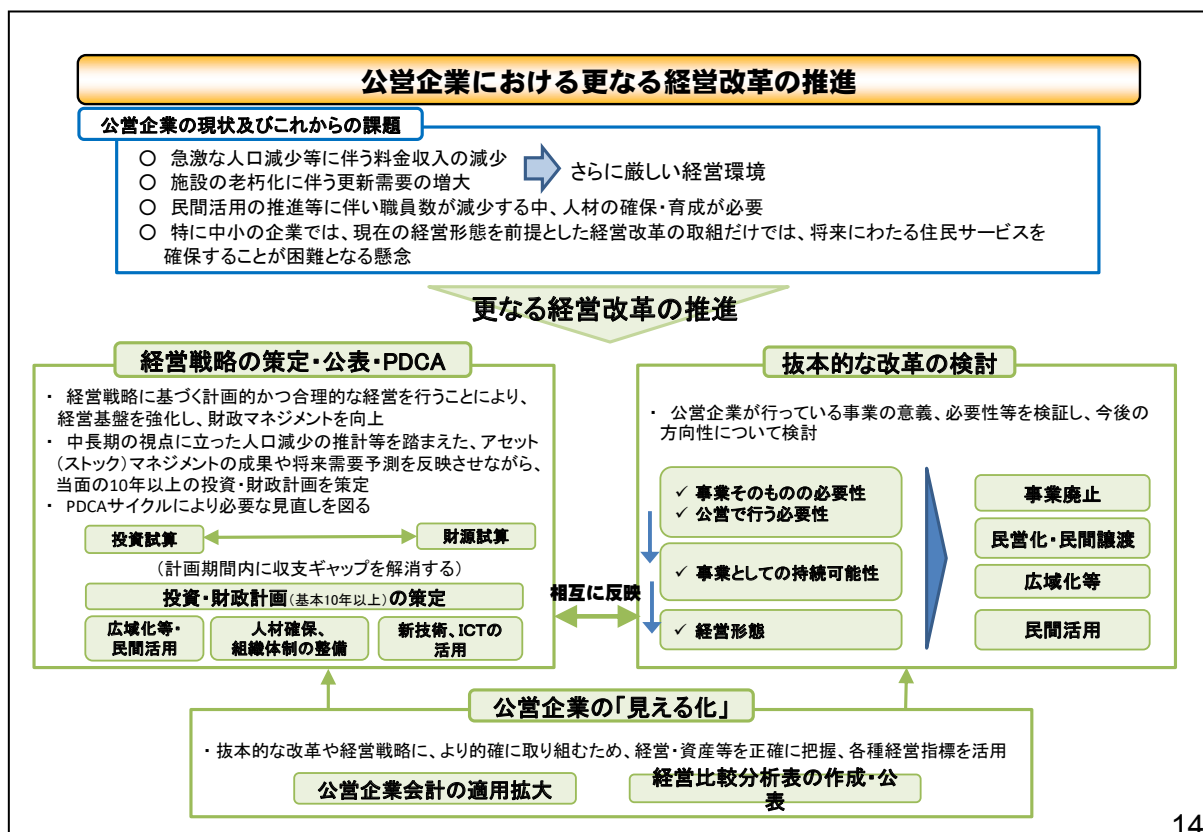 公営企業における更なる経営改革の推進
公営企業の現状及びこれからの課題
○ 急激な人口減少等に伴う料金収入の減少
○ 施設の老朽化に伴う更新需要の増大
さらに厳しい経営環境
○ 民間活用の推進等に伴い職員数が減少する中、人材の確保・育成が必要
○ 特に中小の企業では、現在の経営形態を前提とした経営改革の取組だけでは、将来にわたる住民サービスを
確保することが困難となる懸念
更なる経営改革の推進
経営戦略の策定・公表・PDCA
・ 経営戦略に基づく計画的かつ合理的な経営を行うことにより、
経営基盤を強化し、財政マネジメントを向上
・ 中長期の視点に立った人口減少の推計等を踏まえた、アセット
(ストック)マネジメントの成果や将来需要予測を反映させながら、
当面の10年以上の投資・財政計画を策定
・ PDCAサイクルにより必要な見直しを図る
投資試算
財源試算
(計画期間内に収支ギャップを解消する)
投資・財政計画(基本10年以上)の策定
広域化等・
民間活用
人材確保、
組織体制の整備
新技術、ICTの
活用
相互に反映
抜本的な改革の検討
・ 公営企業が行っている事業の意義、必要性等を検証し、今後の
方向性について検討
✓ 事業そのものの必要性
✓ 公営で行う必要性
✓ 事業としての持続可能性
✓ 経営形態
事業廃止
民営化・民間譲渡
広域化等
民間活用
公営企業の「見える化」
・抜本的な改革や経営戦略に、より的確に取り組むため、経営・資産等を正確に把握、各種経営指標を活用
公営企業会計の適用拡大
経営比較分析表の作成・公
表
14